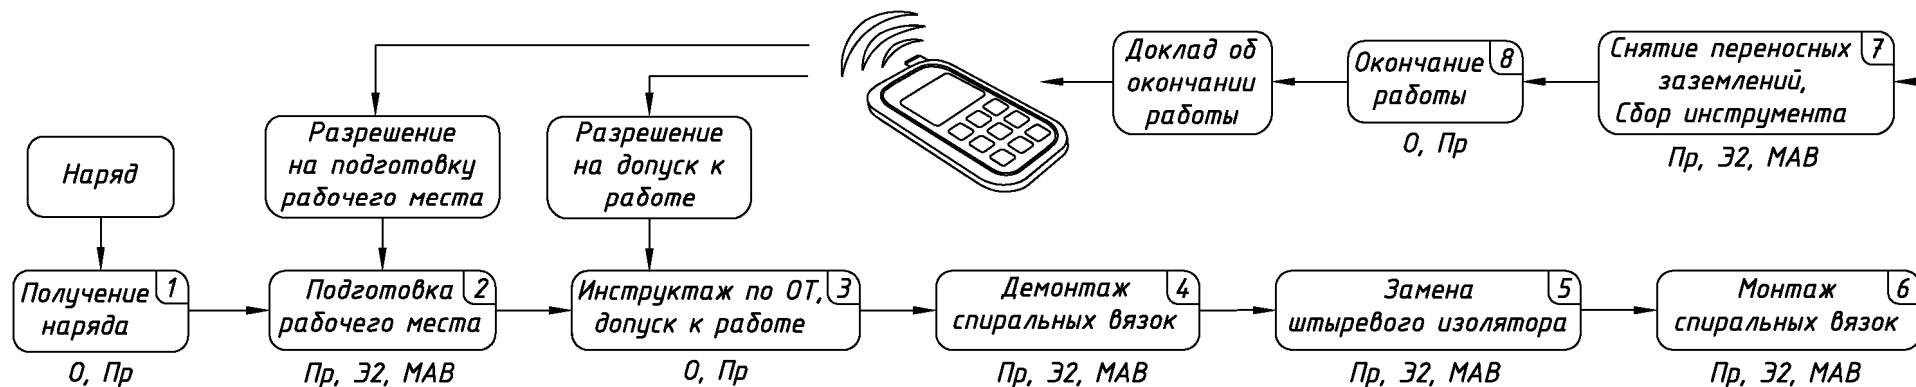 Наряд
Получение 1
наряда
О, Пр
Разрешение
на подготовку
рабочего места
Подготовка 2
рабочего места
Пр, Э2, МАВ
Разрешение
на допуск к
работе
Инструктаж по ОТ, 3
допуск к работе
О, Пр
Демонтаж 4
спиральных вязок
Пр, Э2, МАВ
Замена 5
штыревого изолятора
Пр, Э2, МАВ
Монтаж 6
спиральных вязок
Пр, Э2, МАВ
Снятие переносных 7
заземлений,
Сбор инструмента
Пр, Э2, МАВ
Окончание 8
работы
О, Пр
Доклад об
окончании
работы